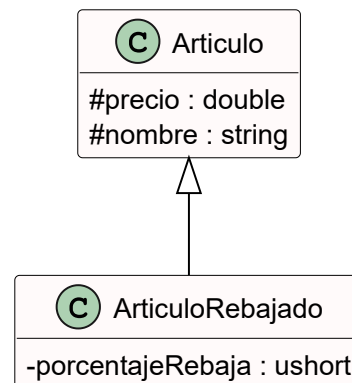 C Articulo
#precio : double
#nombre : string
C ArticuloRebajado
-porcentajeRebaja : ushort